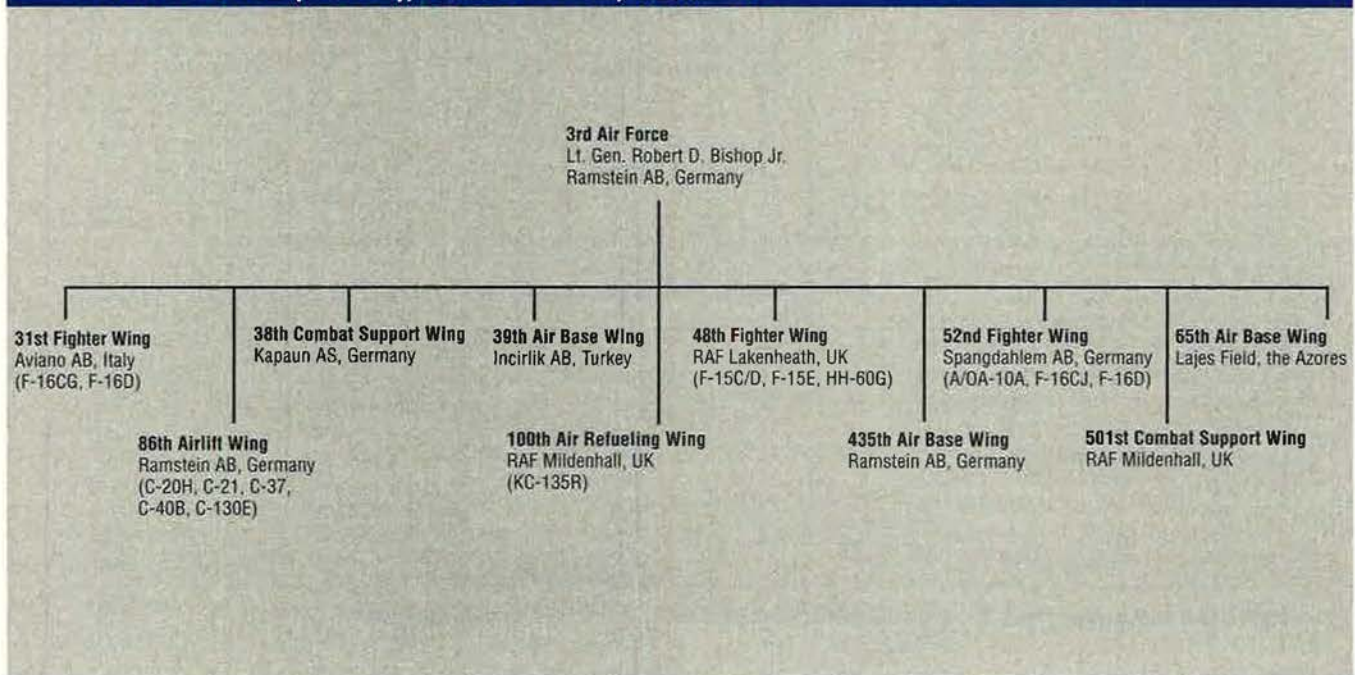 3rd Air Force
Lt. Gen. Robert D. Bishop Jr.
Ramstein AB, Germany
31st Fighter Wing
Aviano AB, Italy
(F-16CG, F-16D)
38th Combat Support Wing
Kapaun AS, Germany
39th Air Base Wing
Incirlik AB, Turkey
48th Fighter Wing
RAF Lakenheath, UK
(F-15C/D, F-15E, HH-60G)
52nd Fighter Wing
Spangdahlem AB, Germany
(A/OA-10A, F-16CJ, F-16D)
65th Air Base Wing
Lajes Field, the Azores
86th Airlift Wing
Ramstein AB, Germany
(C-20H, C-21, C-37,
C-40B, C-130E)
100th Air Refueling Wing
RAF Mildenhall, UK
(KC-135R)
435th Air Base Wing
Ramstein AB, Germany
501st Combat Support Wing
RAF Mildenhall, UK